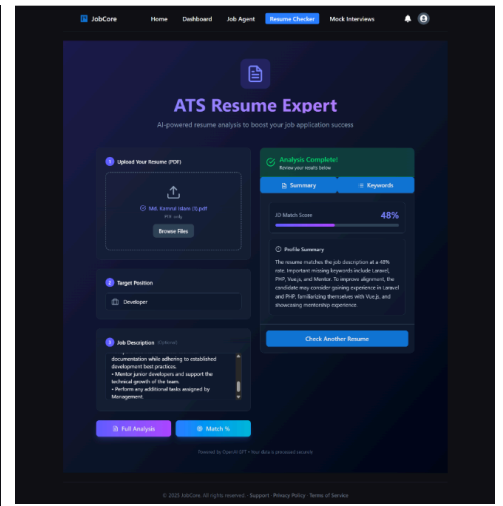 JobCore
Home Dashboard Job Agent Resume Checker Mock Interviews
ATS Resume Expert
AI-powered resume analysis to boost your job application success
1 Upload Your Resume (PDF)
Md. Kamrul Islam (1).pdf
PDF only
Browse Files
2 Target Position
Developer
3 Job Description (Optional)
documentation while adhering to established
development best practices.
• Mentor junior developers and support the
technical growth of the team.
• Perform any additional tasks assigned by
Management.
Full Analysis
Match %
Analysis Complete!
Review your results below
Summary
Keywords
JD Match Score 48%
Profile Summary
The resume matches the job description at a 48%
rate. Important missing keywords include Laravel,
PHP, Vue.js, and Mentor. To improve alignment, the
candidate may consider gaining experience in Laravel
and PHP, familiarizing themselves with Vue.js, and
showcasing mentorship experience.
Check Another Resume
Powered by OpenAI GPT • Your data is processed securely
© 2025 JobCore. All rights reserved. · Support · Privacy Policy · Terms of Service